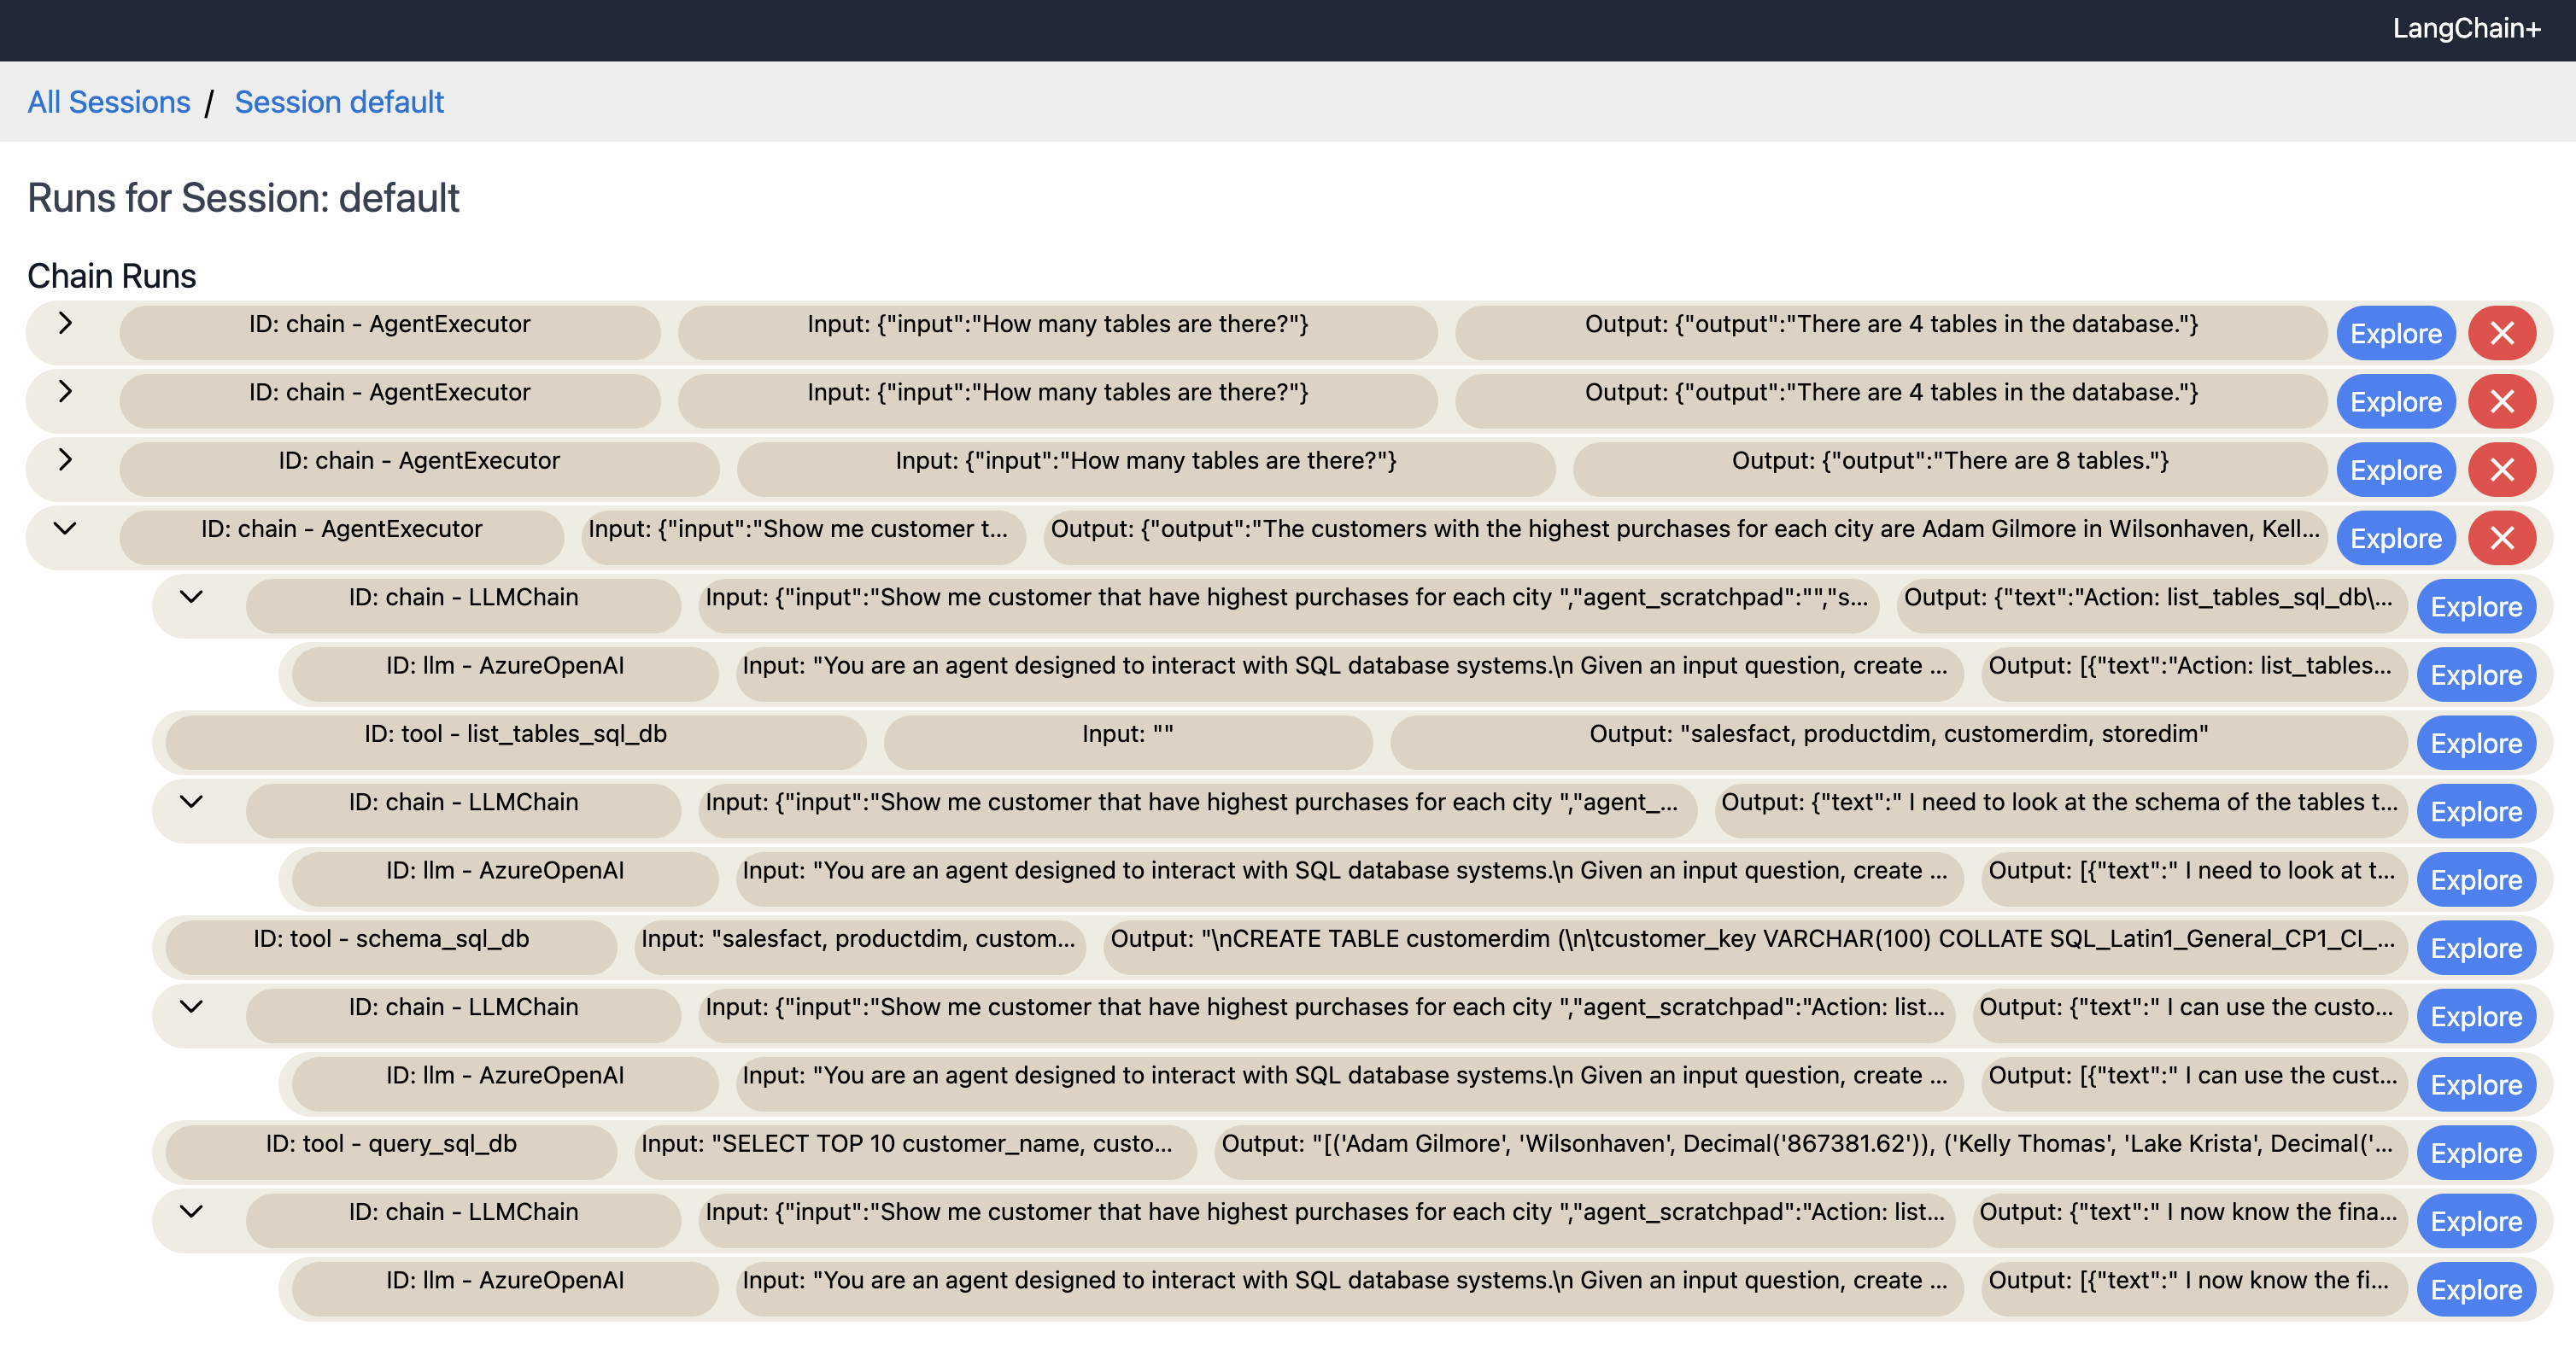 LangChain+
All Sessions / Session default
Runs for Session: default
Chain Runs
ID: chain - AgentExecutor Input: {"input":"How many tables are there?"} Output: {"output":"There are 4 tables in the database."} Explore
ID: chain - AgentExecutor Input: {"input":"How many tables are there?"} Output: {"output":"There are 4 tables in the database."} Explore
ID: chain - AgentExecutor Input: {"input":"How many tables are there?"} Output: {"output":"There are 8 tables."} Explore
ID: chain - AgentExecutor Input: {"input":"Show me customer t... Output: {"output":"The customers with the highest purchases for each city are Adam Gilmore in Wilsonhaven, Kell... Explore
ID: chain - LLMChain Input: {"input":"Show me customer that have highest purchases for each city ","agent_scratchpad":"","s... Output: {"text":"Action: list_tables_sql_db\... Explore
ID: llm - AzureOpenAI Input: "You are an agent designed to interact with SQL database systems.\n Given an input question, create ... Output: [{"text":"Action: list_tables... Explore
ID: tool - list_tables_sql_db Input: "" Output: "salesfact, productdim, customerdim, storedim" Explore
ID: chain - LLMChain Input: {"input":"Show me customer that have highest purchases for each city ","agent_... Output: {"text":" I need to look at the schema of the tables t... Explore
ID: llm - AzureOpenAI Input: "You are an agent designed to interact with SQL database systems.\n Given an input question, create ... Output: [{"text":" I need to look at t... Explore
ID: tool - schema_sql_db Input: "salesfact, productdim, custom... Output: "\nCREATE TABLE customerdim (\n\tcustomer_key VARCHAR(100) COLLATE SQL_Latin1_General_CP1_CI_... Explore
ID: chain - LLMChain Input: {"input":"Show me customer that have highest purchases for each city ","agent_scratchpad":"Action: list... Output: {"text":" I can use the custo... Explore
ID: llm - AzureOpenAI Input: "You are an agent designed to interact with SQL database systems.\n Given an input question, create ... Output: [{"text":" I can use the cust... Explore
ID: tool - query_sql_db Input: "SELECT TOP 10 customer_name, custo... Output: "[('Adam Gilmore', 'Wilsonhaven', Decimal('867381.62')), ('Kelly Thomas', 'Lake Krista', Decimal('... Explore
ID: chain - LLMChain Input: {"input":"Show me customer that have highest purchases for each city ","agent_scratchpad":"Action: list... Output: {"text":" I now know the fina... Explore
ID: llm - AzureOpenAI Input: "You are an agent designed to interact with SQL database systems.\n Given an input question, create ... Output: [{"text":" I now know the fi... Explore